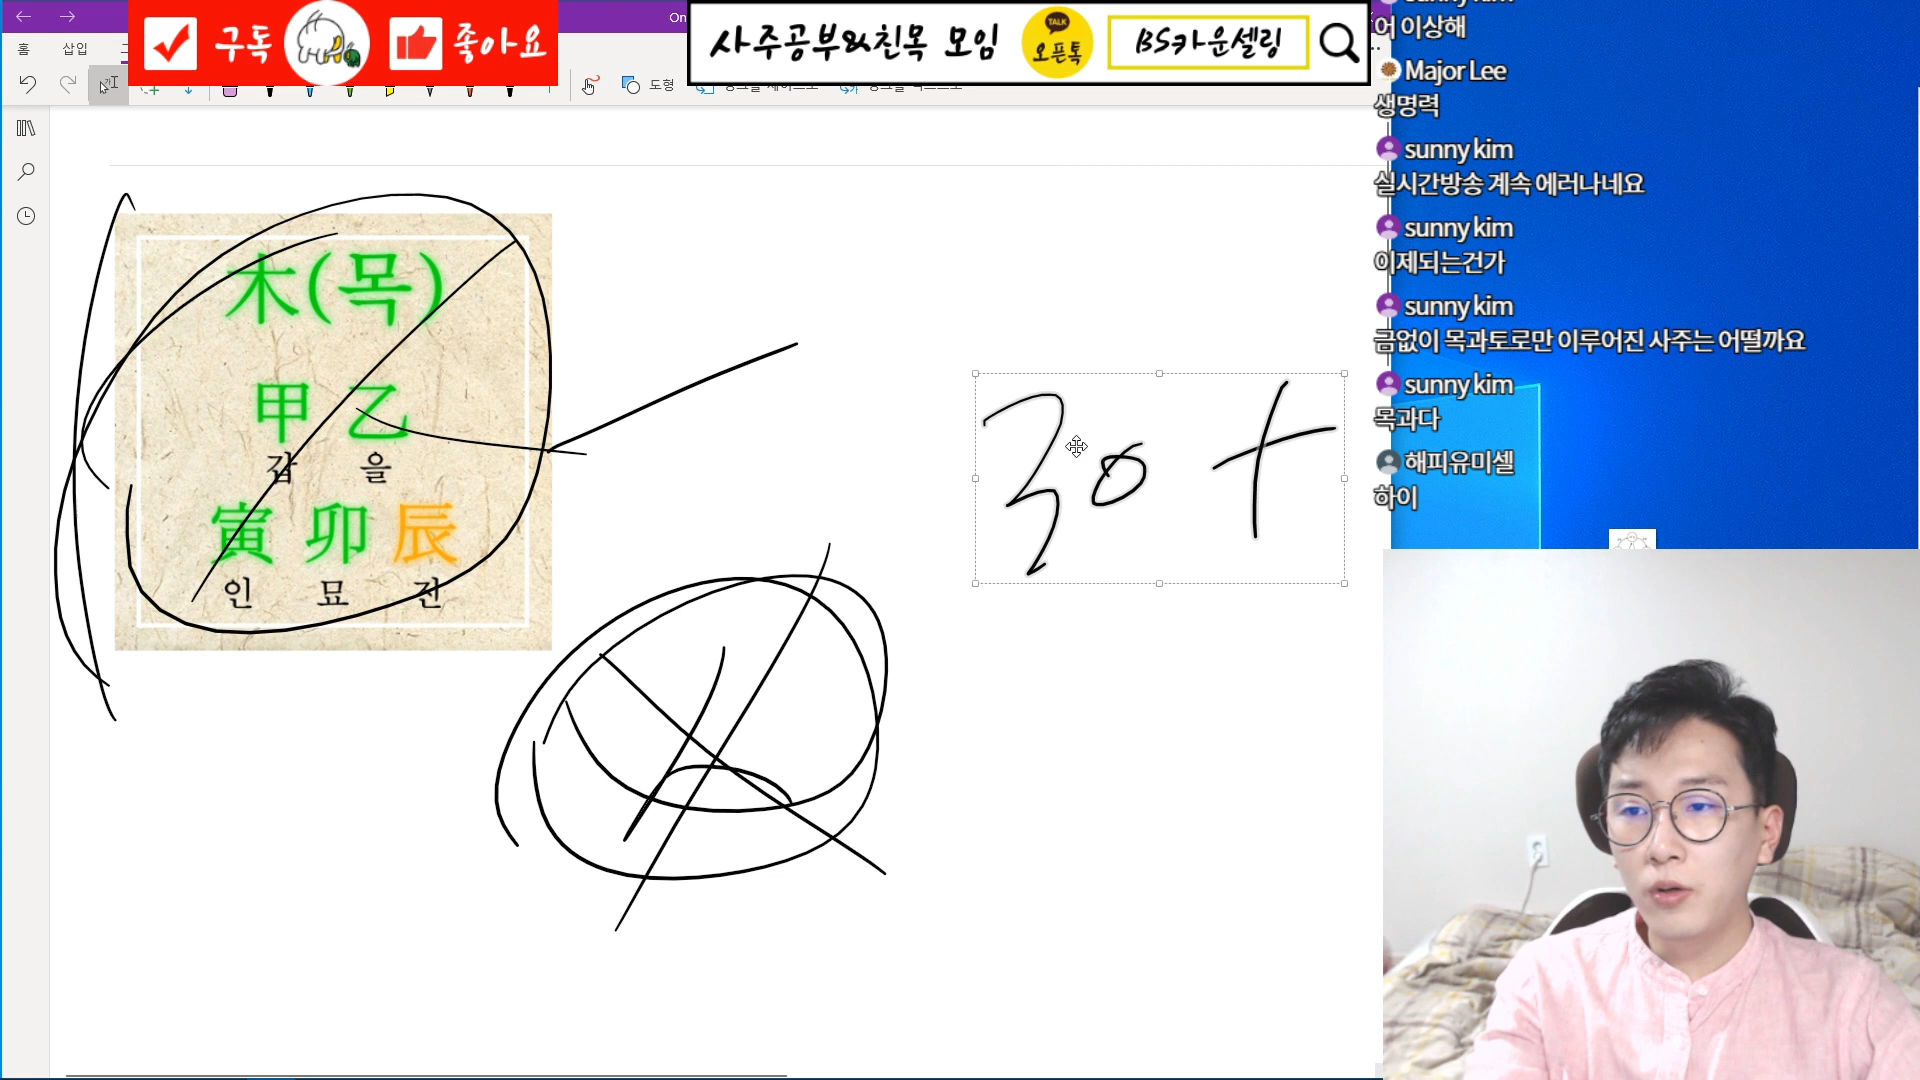 On
홈 삽입
구독 좋아요
사주공부&친목 모임 TALK 오픈톡 BS카운셀링
도형
木(목)
甲 乙
갑 을
寅 卯 辰
인 묘 진
30 +
sunny kim
어 이상해
Major Lee
생명력
sunny kim
실시간방송 계속 에러나네요
sunny kim
이제되는건가
sunny kim
금없이 목과토로만 이루어진 사주는 어떨까요
sunny kim
목과다
해피유미셀
하이